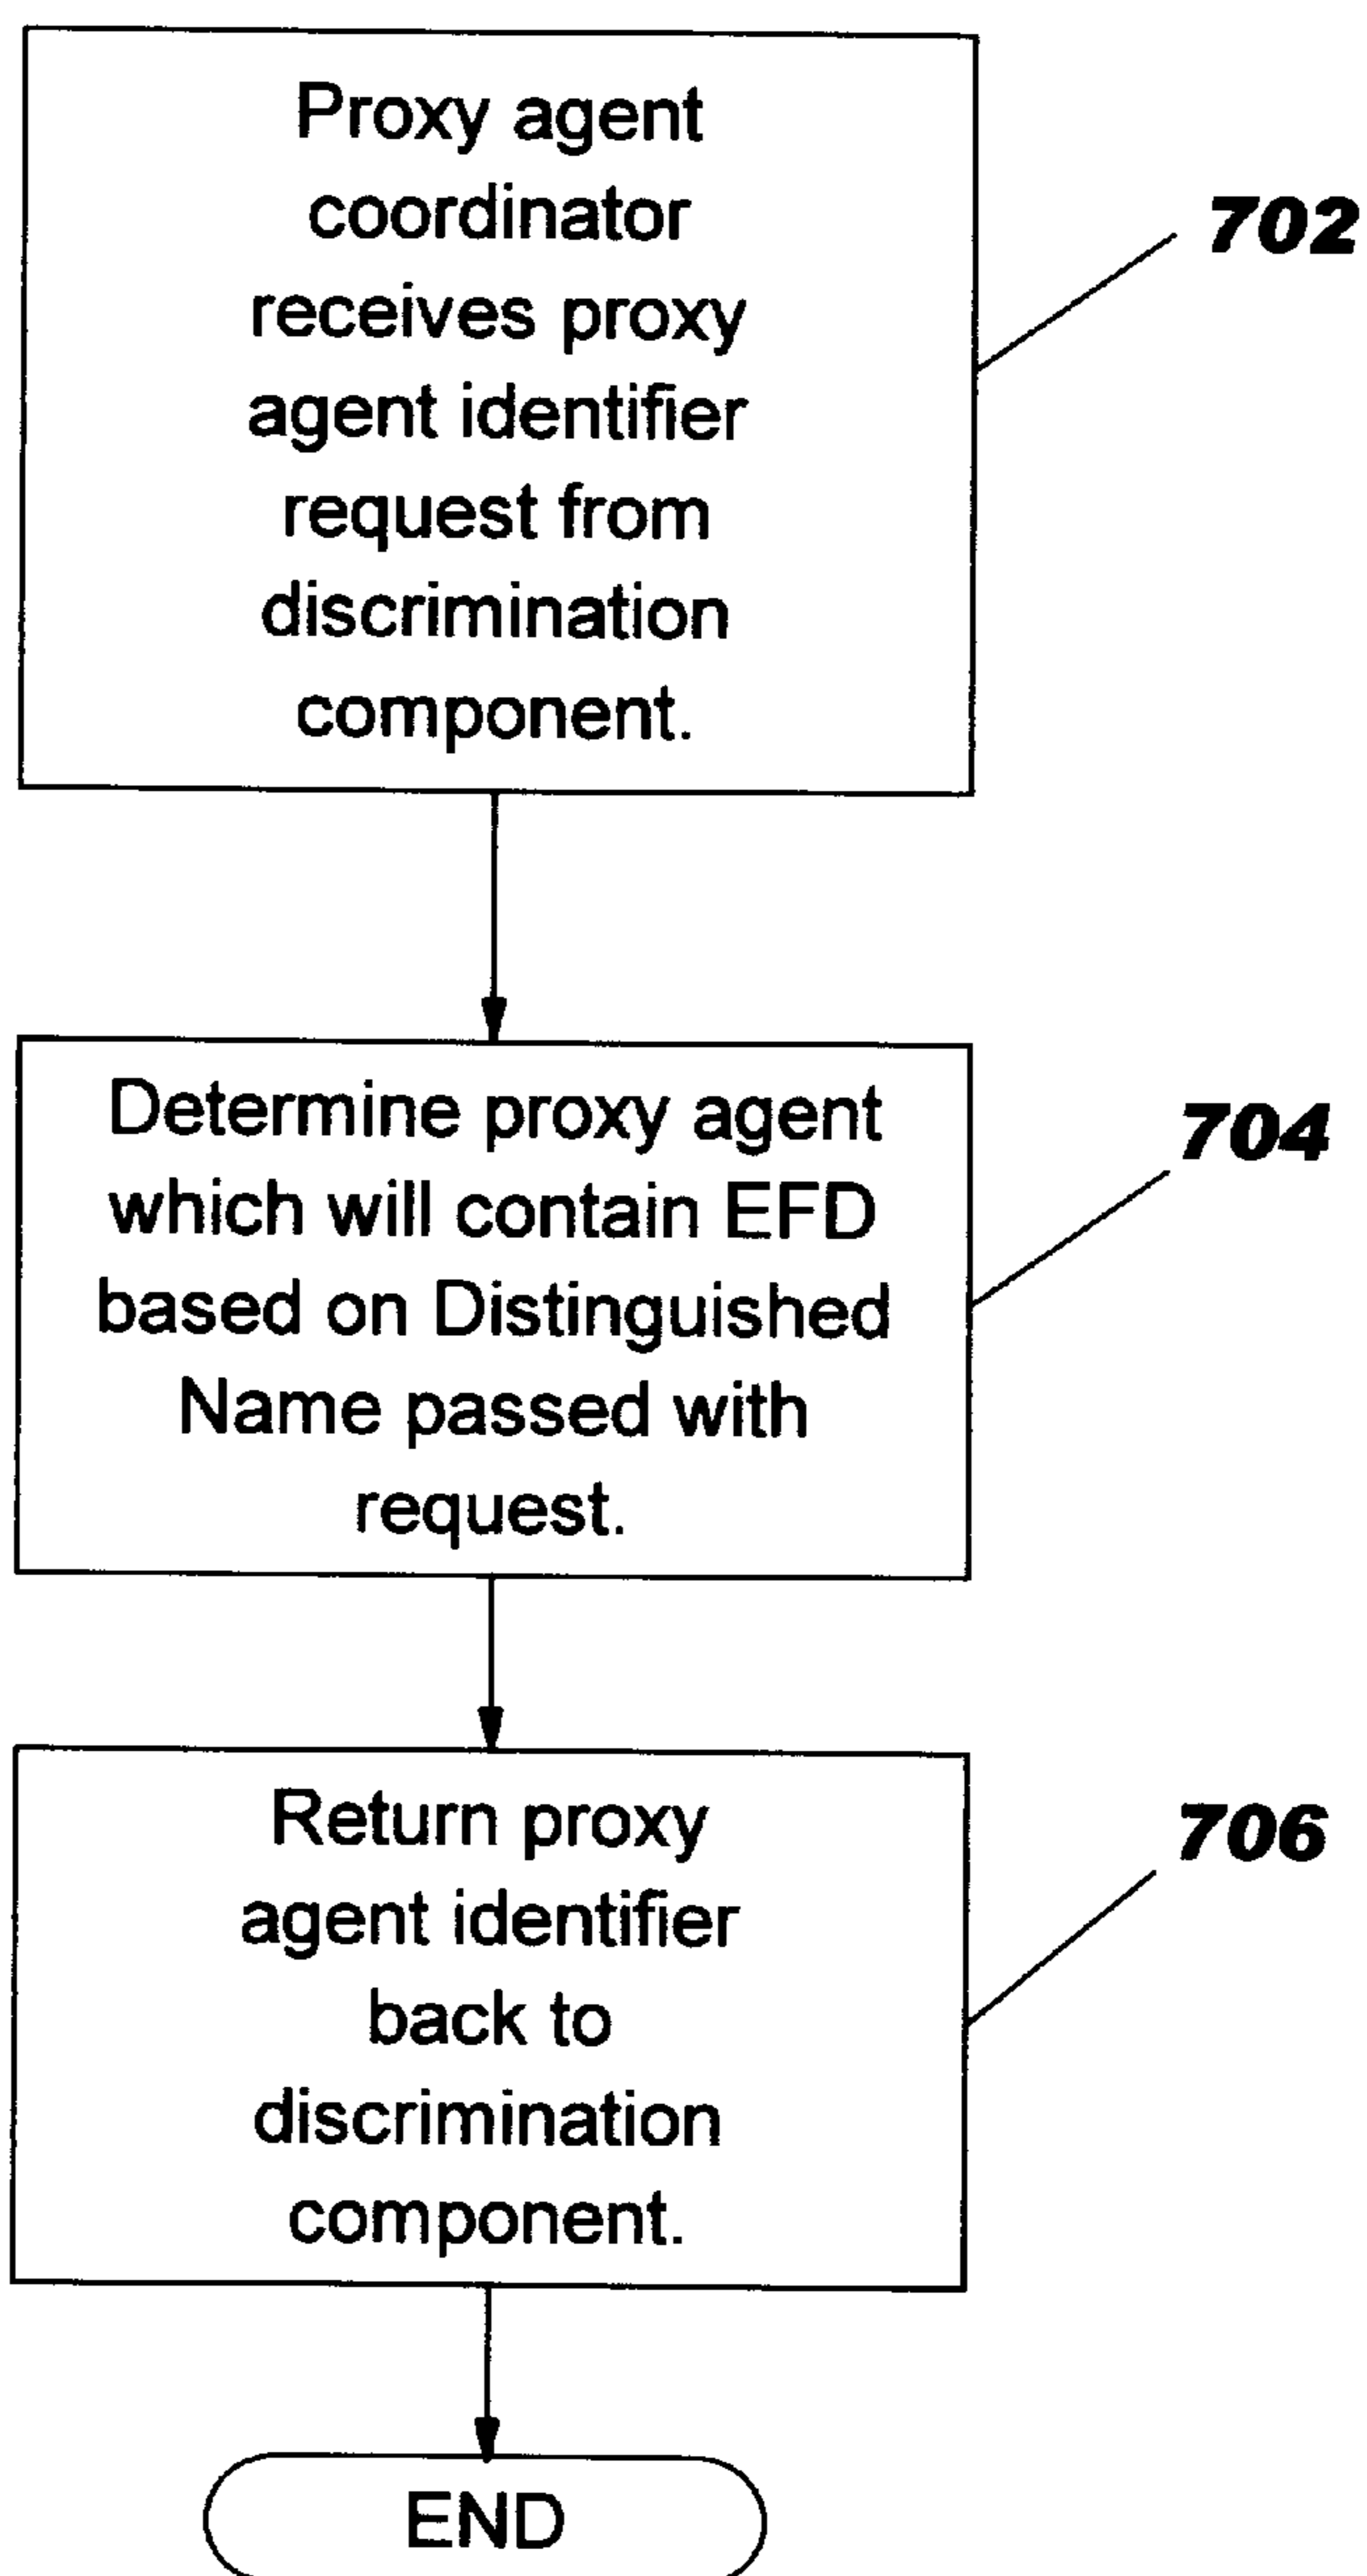 Proxy agent
coordinator
receives proxy
agent identifier
request from
discrimination
component.
702
Determine proxy agent
which will contain EFD
based on Distinguished
Name passed with
request.
704
Return proxy
agent identifier
back to
discrimination
component.
706
END